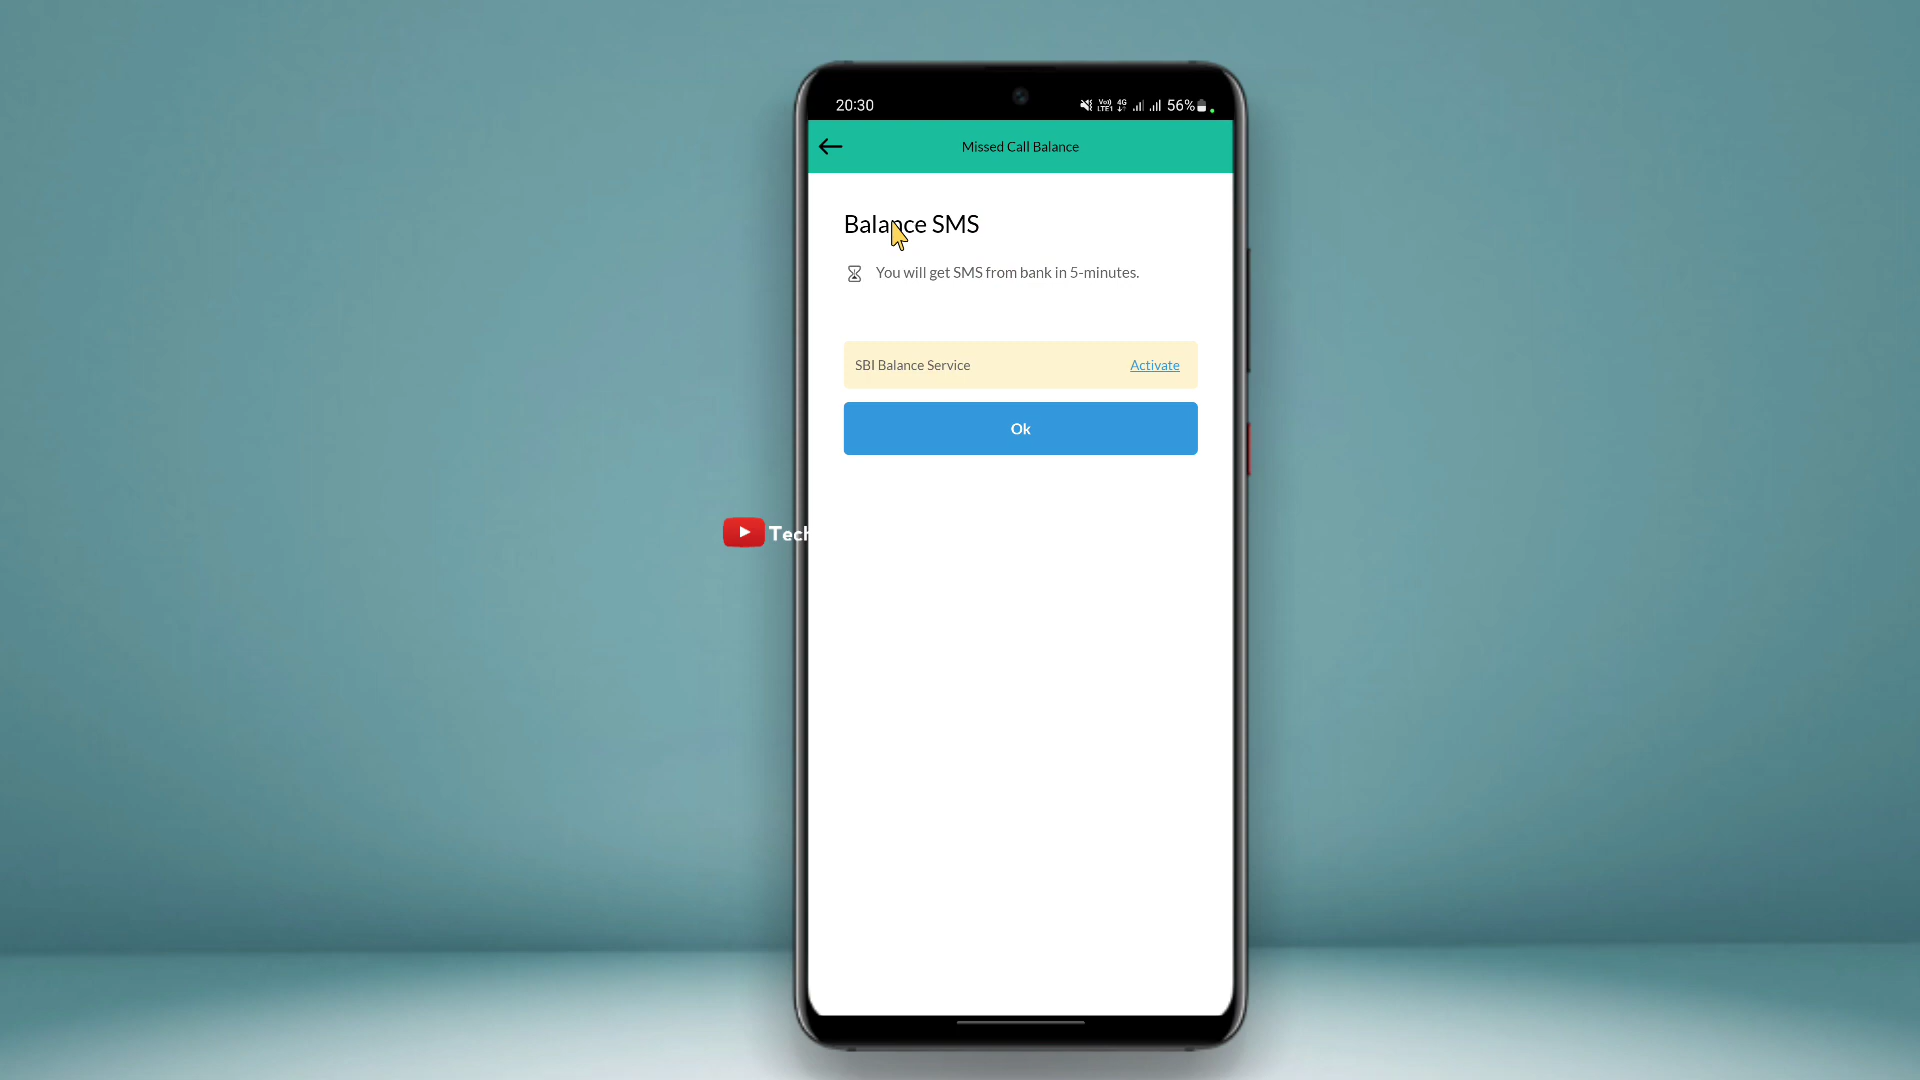 20:30
56%
Missed Call Balance
Balance SMS
You will get SMS from bank in 5-minutes.
SBI Balance Service Activate
Ok